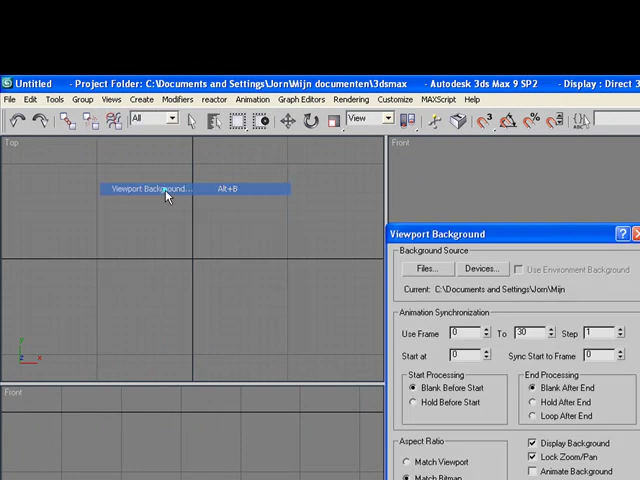 Untitled - Project Folder: C:\Documents and Settings\Jorn\Mijn documenten\3dsmax - Autodesk 3ds Max 9 SP2 - Display : Direct 3
File Edit Tools Group Views Create Modifiers reactor Animation Graph Editors Rendering Customize MAXScript Help
All View
Top Front
Viewport Background... Alt+B
Viewport Background
Background Source
Files... Devices... Use Environment Background
Current: C:\Documents and Settings\Jorn\Mijn
Animation Synchronization
Use Frame 0 To 30 Step 1
Start at 0 Sync Start to Frame 0
Start Processing End Processing
Blank Before Start Blank After End
Hold Before Start Hold After End
Loop After End
y
z x
Front
Aspect Ratio Display Background
Match Viewport Lock Zoom/Pan
Match Bitmap Animate Background